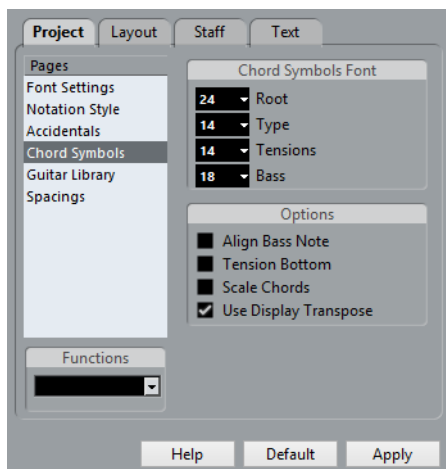 Project Layout Staff Text
Pages
Font Settings
Notation Style
Accidentals
Chord Symbols
Guitar Library
Spacings
Functions
Chord Symbols Font
24 Root
14 Type
14 Tensions
18 Bass
Options
Align Bass Note
Tension Bottom
Scale Chords
Use Display Transpose
Help Default Apply